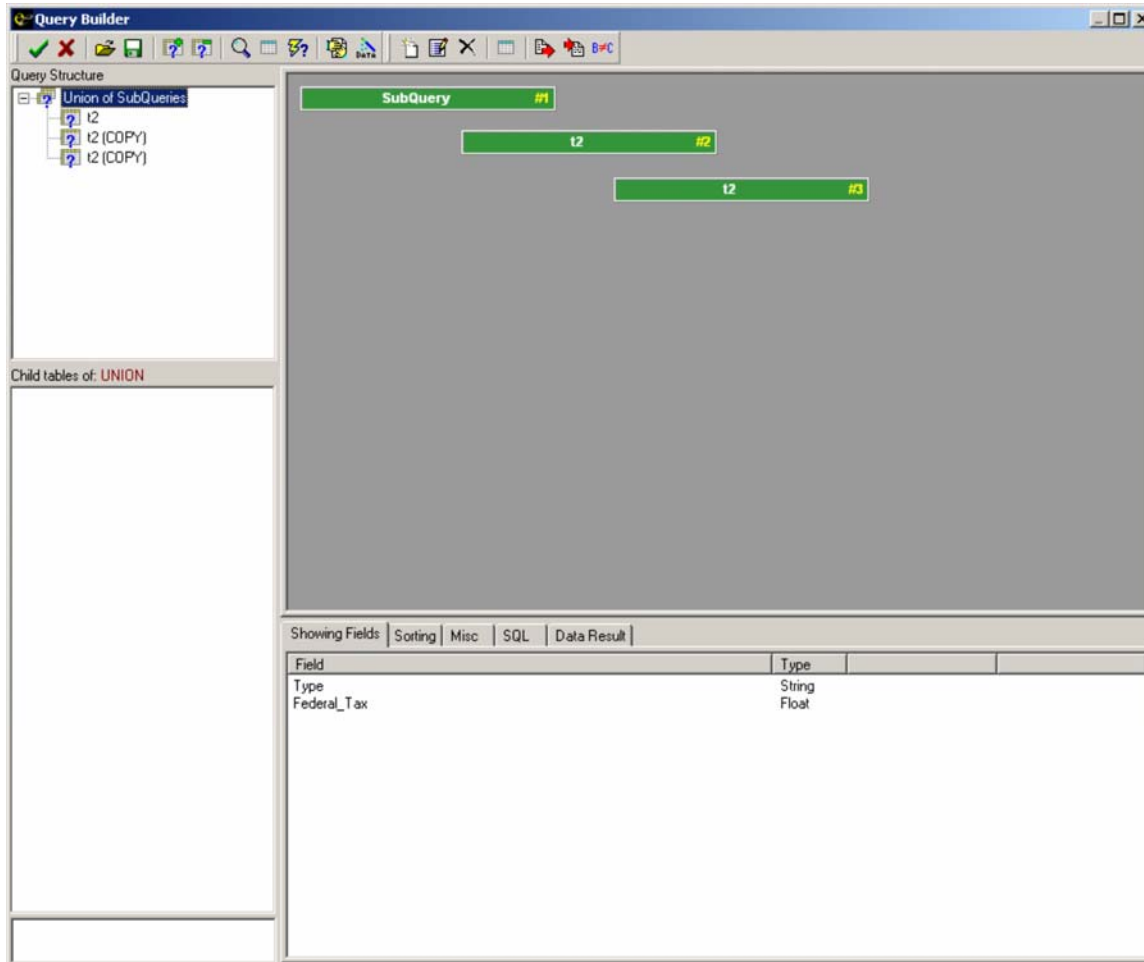 Query Builder
DATA
B≠C
Query Structure
Union of SubQueries
t2
t2 (COPY)
t2 (COPY)
SubQuery #1
t2 #2
t2 #3
Child tables of: UNION
Showing Fields Sorting Misc SQL Data Result
Field Type
Type String
Federal_Tax Float